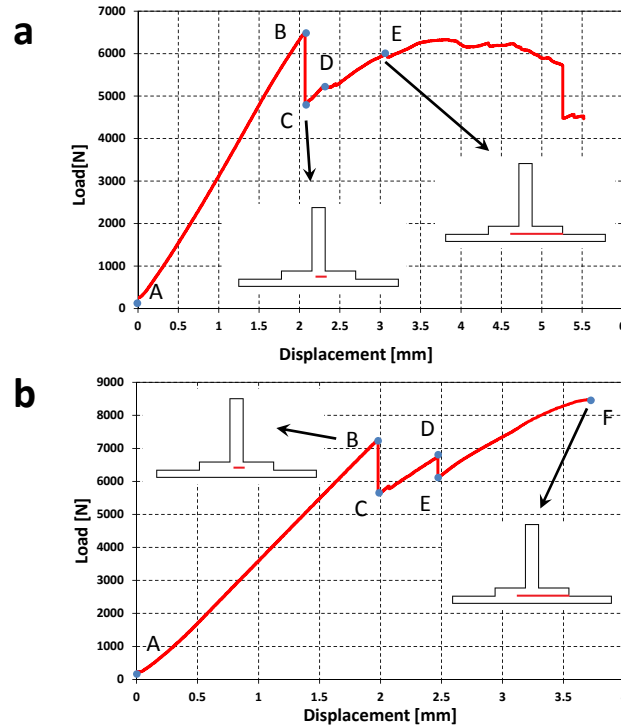 a
7000
6000
5000
4000
3000
2000
1000
0
Load[N]
A
B
C
D
E
0 0.5 1 1.5 2 2.5 3 3.5 4 4.5 5 5.5 6
Displacement [mm]
b
9000
8000
7000
6000
5000
4000
3000
2000
1000
0
Load [N]
A
B
C
D
E
F
0 0.5 1 1.5 2 2.5 3 3.5
Displacement [mm]